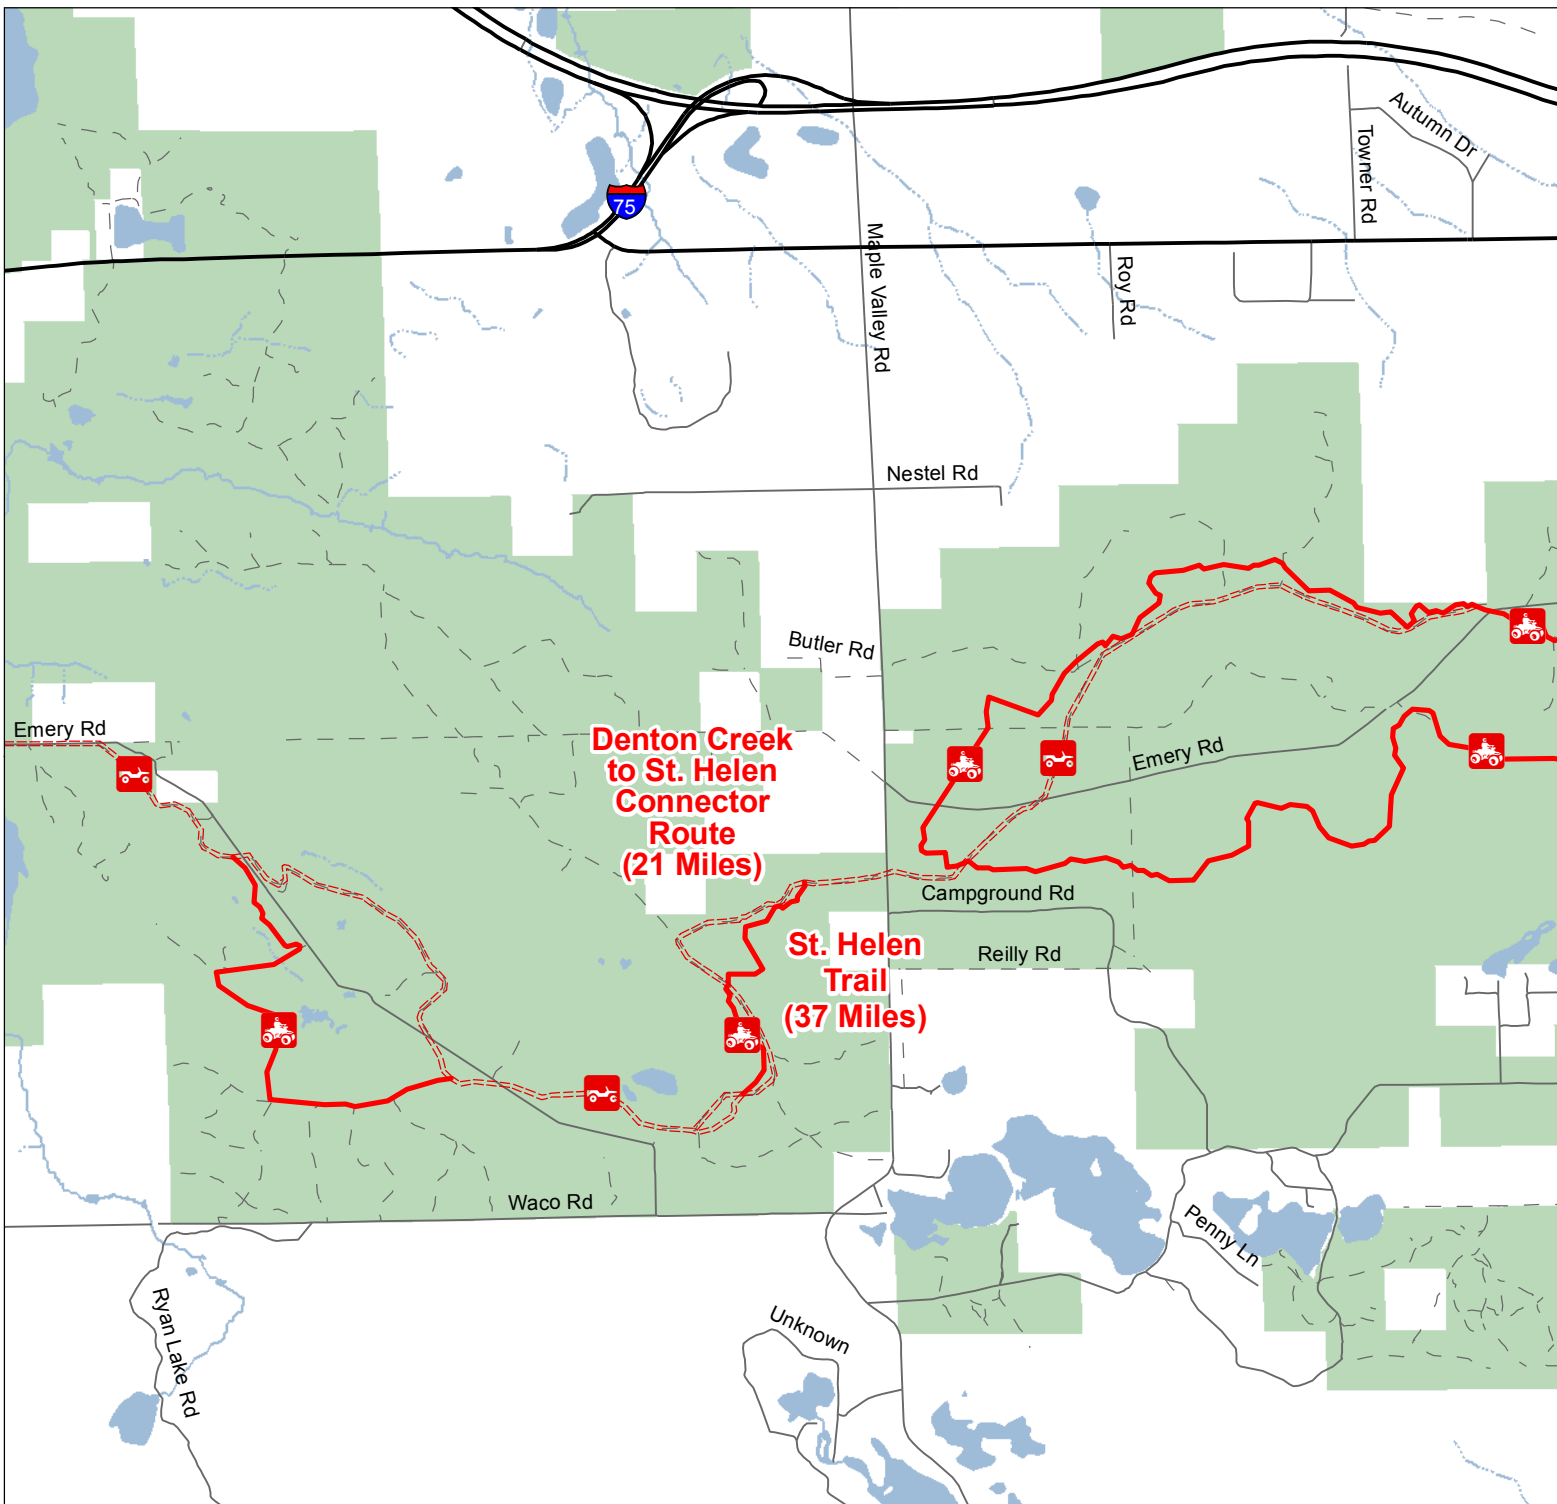 Autumn Dr
Towner Rd
75
Maple Valley Rd
Roy Rd
Nestel Rd
Butler Rd
Emery Rd
Denton Creek
to St. Helen
Connector
Route
(21 Miles)
Emery Rd
Campground Rd
St. Helen
Trail
(37 Miles)
Reilly Rd
Waco Rd
Penny Ln
Ryan Lake Rd
Unknown